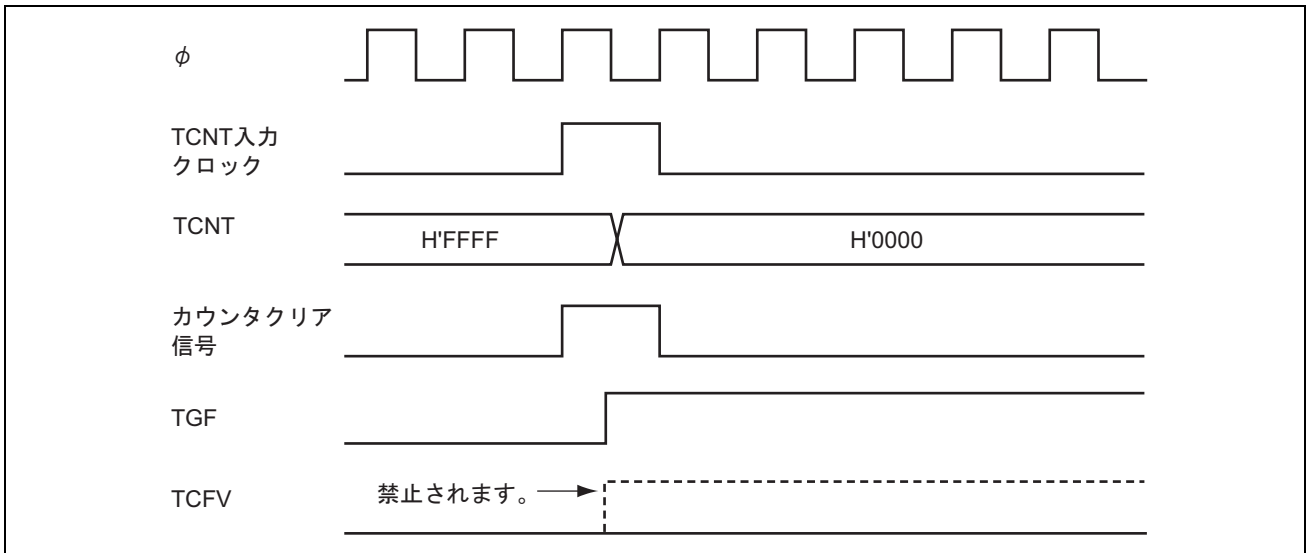 φ
TCNT入力
クロック
TCNT
H'FFFF
H'0000
カウンタクリア
信号
TGF
TCFV
禁止されます。